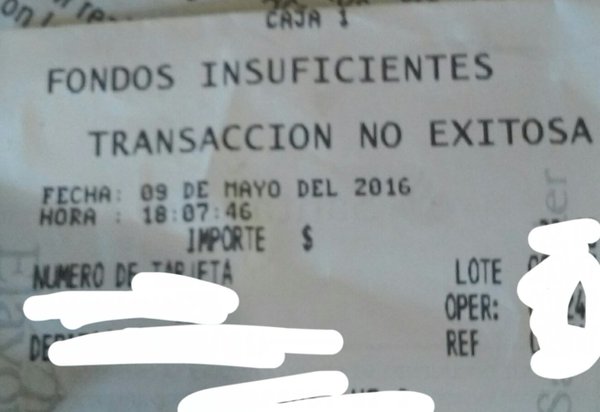 CAJA 1
FONDOS INSUFICIENTES
TRANSACCION NO EXITOSA
FECHA: 09 DE MAYO DEL 2016
HORA : 18:07:46
IMPORTE $
NUMERO DE TARJETA
LOTE
OPER:
REF